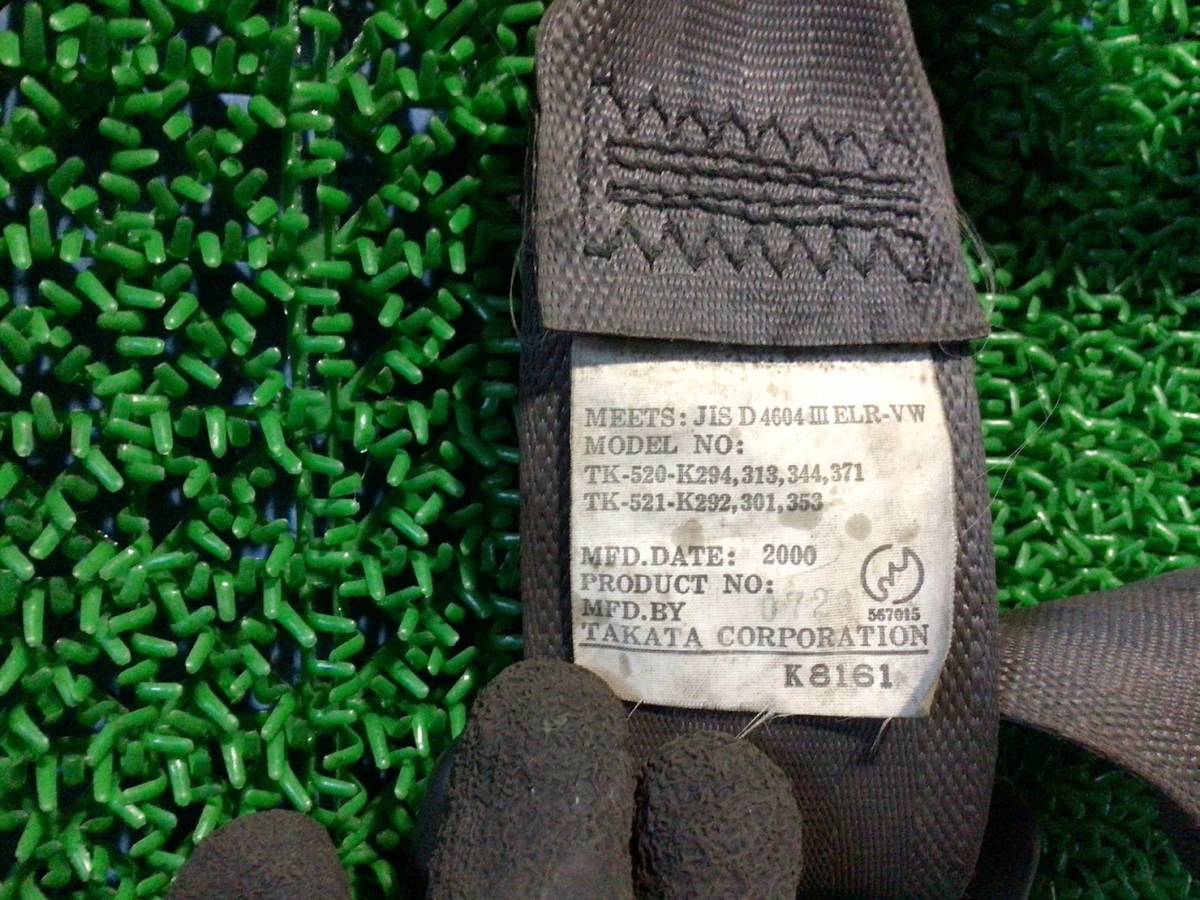 MEETS: JIS D 4604 III ELR-VW
MODEL NO:
TK-520-K294,313,344,371
TK-521-K292,301,353
MFD.DATE: 2000
PRODUCT NO:
MFD.BY
567015
TAKATA CORPORATION
K8161